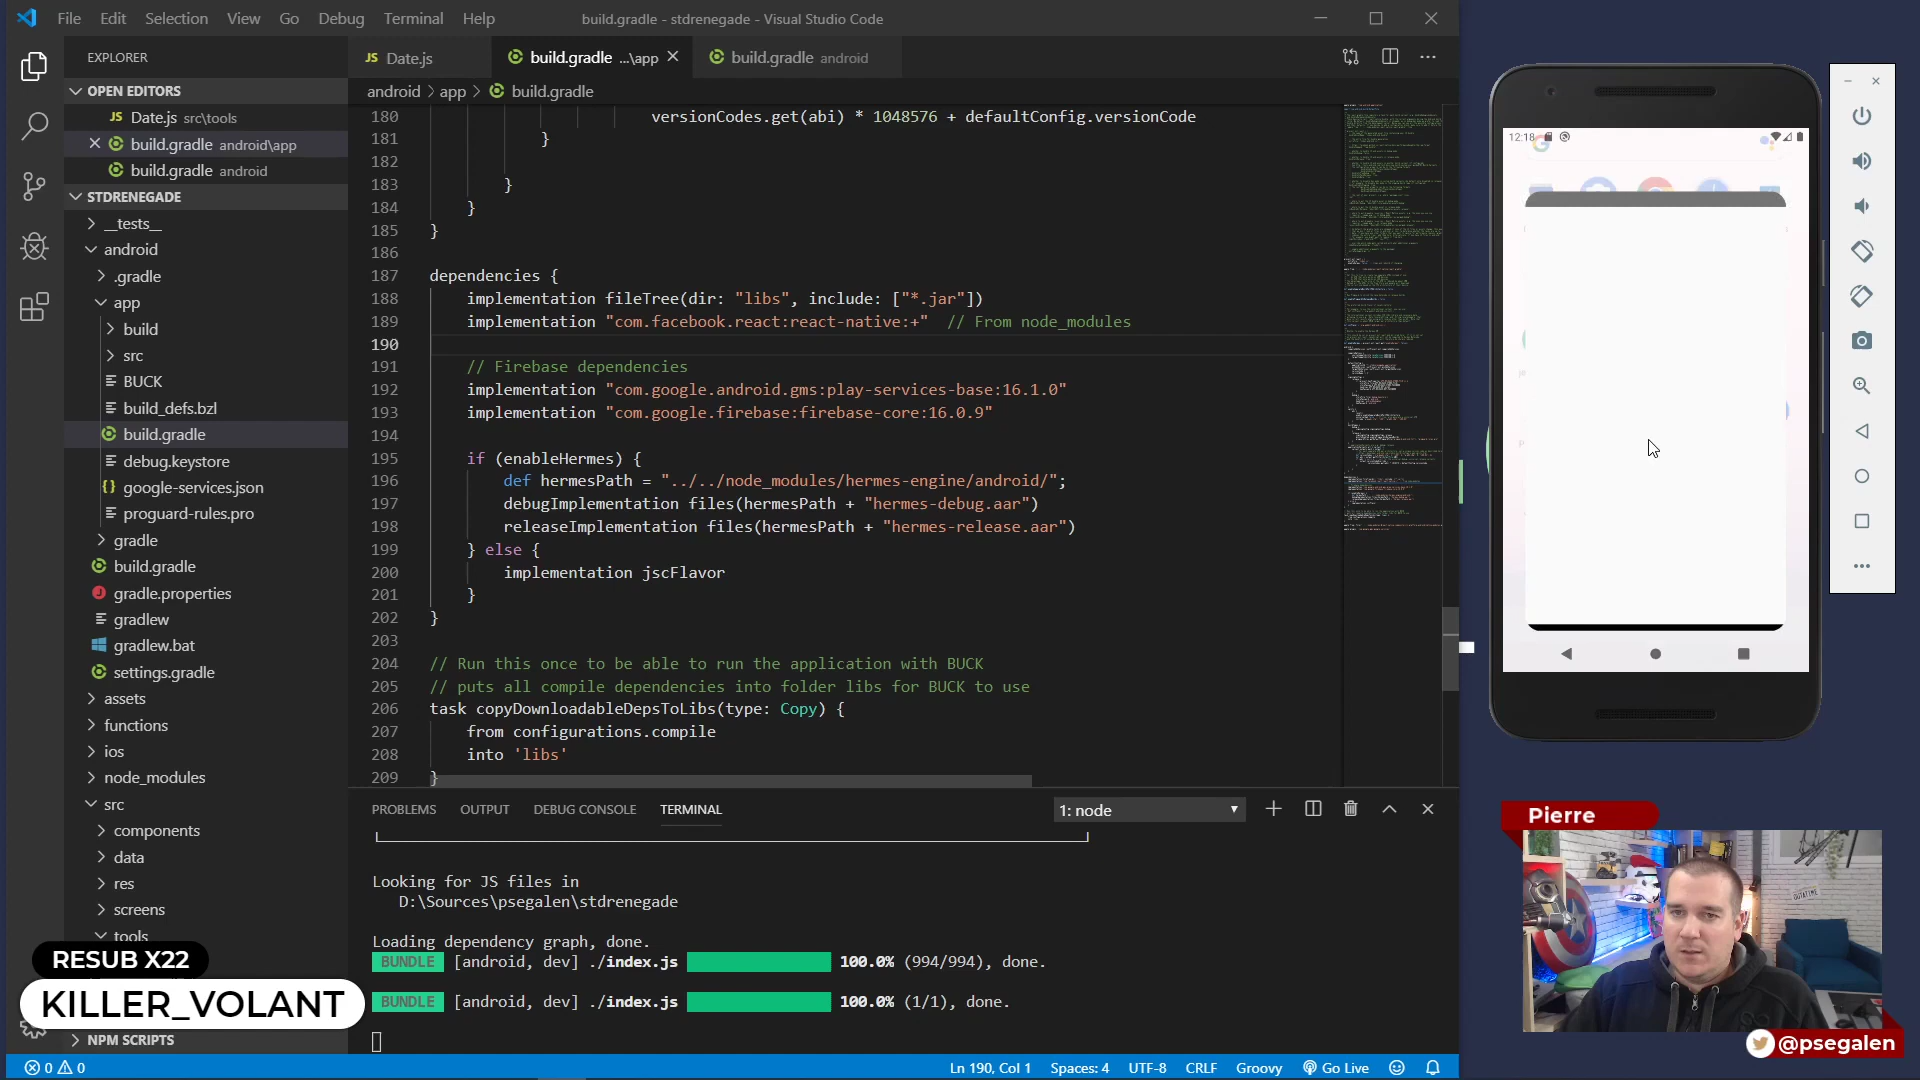 File Edit Selection View Go Debug Terminal Help
build.gradle - stdrenegade - Visual Studio Code
EXPLORER
JS Date.js
build.gradle ...\app
build.gradle android
OPEN EDITORS
JS Date.js src\tools
build.gradle android\app
build.gradle android
STDRENEGADE
__tests__
android
.gradle
app
build
src
BUCK
build_defs.bzl
build.gradle
debug.keystore
google-services.json
proguard-rules.pro
gradle
build.gradle
gradle.properties
gradlew
gradlew.bat
settings.gradle
assets
functions
ios
node_modules
src
components
data
res
screens
tools
NPM SCRIPTS
android > app > build.gradle
180 versionCodes.get(abi) * 1048576 + defaultConfig.versionCode
181 }
182
183 }
184 }
185 }
186
187 dependencies {
188 implementation fileTree(dir: "libs", include: ["*.jar"])
189 implementation "com.facebook.react:react-native:+" // From node_modules
190
191 // Firebase dependencies
192 implementation "com.google.android.gms:play-services-base:16.1.0"
193 implementation "com.google.firebase:firebase-core:16.0.9"
194
195 if (enableHermes) {
196 def hermesPath = "../../node_modules/hermes-engine/android/";
197 debugImplementation files(hermesPath + "hermes-debug.aar")
198 releaseImplementation files(hermesPath + "hermes-release.aar")
199 } else {
200 implementation jscFlavor
201 }
202 }
203
204 // Run this once to be able to run the application with BUCK
205 // puts all compile dependencies into folder libs for BUCK to use
206 task copyDownloadableDepsToLibs(type: Copy) {
207 from configurations.compile
208 into 'libs'
209 }
PROBLEMS OUTPUT DEBUG CONSOLE TERMINAL
1: node
Looking for JS files in
D:\Sources\psegalen\stdrenegade
Loading dependency graph, done.
BUNDLE [android, dev] ./index.js 100.0% (994/994), done.
BUNDLE [android, dev] ./index.js 100.0% (1/1), done.
0 0
Ln 190, Col 1 Spaces: 4 UTF-8 CRLF Groovy Go Live
RESUB X22
KILLER_VOLANT
12:18
Pierre
@psegalen